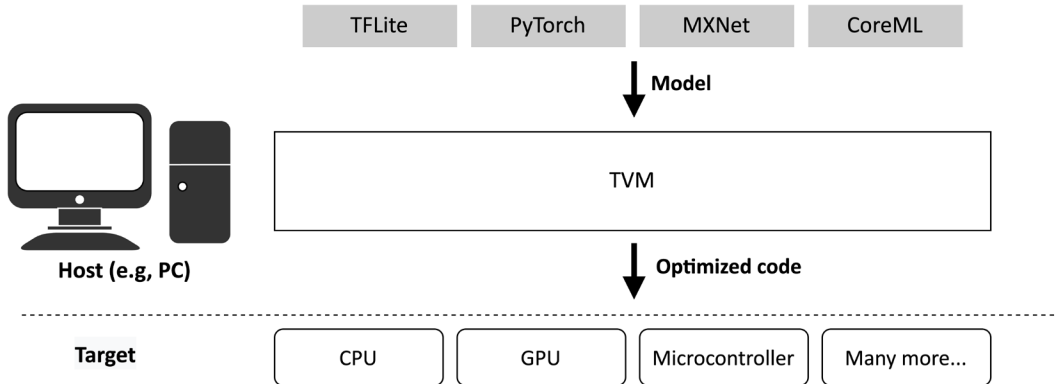 TFLite
PyTorch
MXNet
CoreML
Model
TVM
Host (e.g, PC)
Optimized code
Target
CPU
GPU
Microcontroller
Many more...